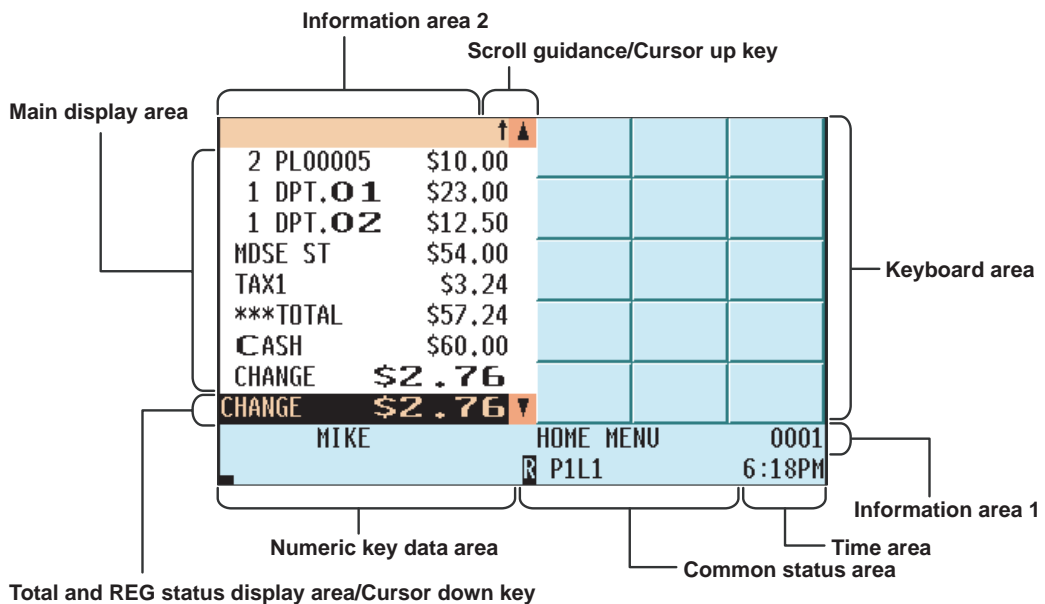 Information area 2
Scroll guidance/Cursor up key
Main display area
↑ ▲
2 PL00005 $10.00
1 DPT.01 $23.00
1 DPT.02 $12.50
MDSE ST $54.00
TAX1 $3.24
***TOTAL $57.24
CASH $60.00
CHANGE $2.76
CHANGE $2.76 ▼
Keyboard area
MIKE HOME MENU 0001
R P1L1 6:18PM
Information area 1
Numeric key data area
Time area
Common status area
Total and REG status display area/Cursor down key